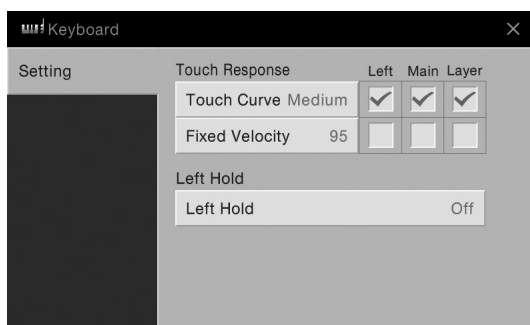 Keyboard
Setting
Touch Response Left Main Layer
Touch Curve Medium
Fixed Velocity 95
Left Hold
Left Hold Off